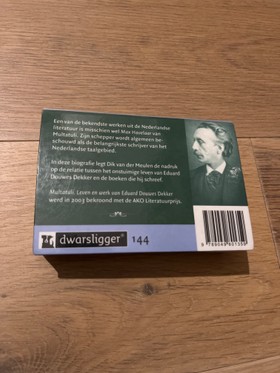 Een van de bekendste werken uit de Nederlandse
literatuur is misschien wel Max Havelaar van
Multatuli. Zijn schepper wordt algemeen be-
schouwd als de belangrijkste schrijver van het
Nederlandse taalgebied.
In deze biografie legt Dik van der Meulen de nadruk
op de relatie tussen het onstuimige leven van Eduard
Douwes Dekker en de boeken die hij schreef.
Multatuli. Leven en werk van Eduard Douwes Dekker
werd in 2003 bekroond met de AKO Literatuurprijs.
dwarsligger® 144